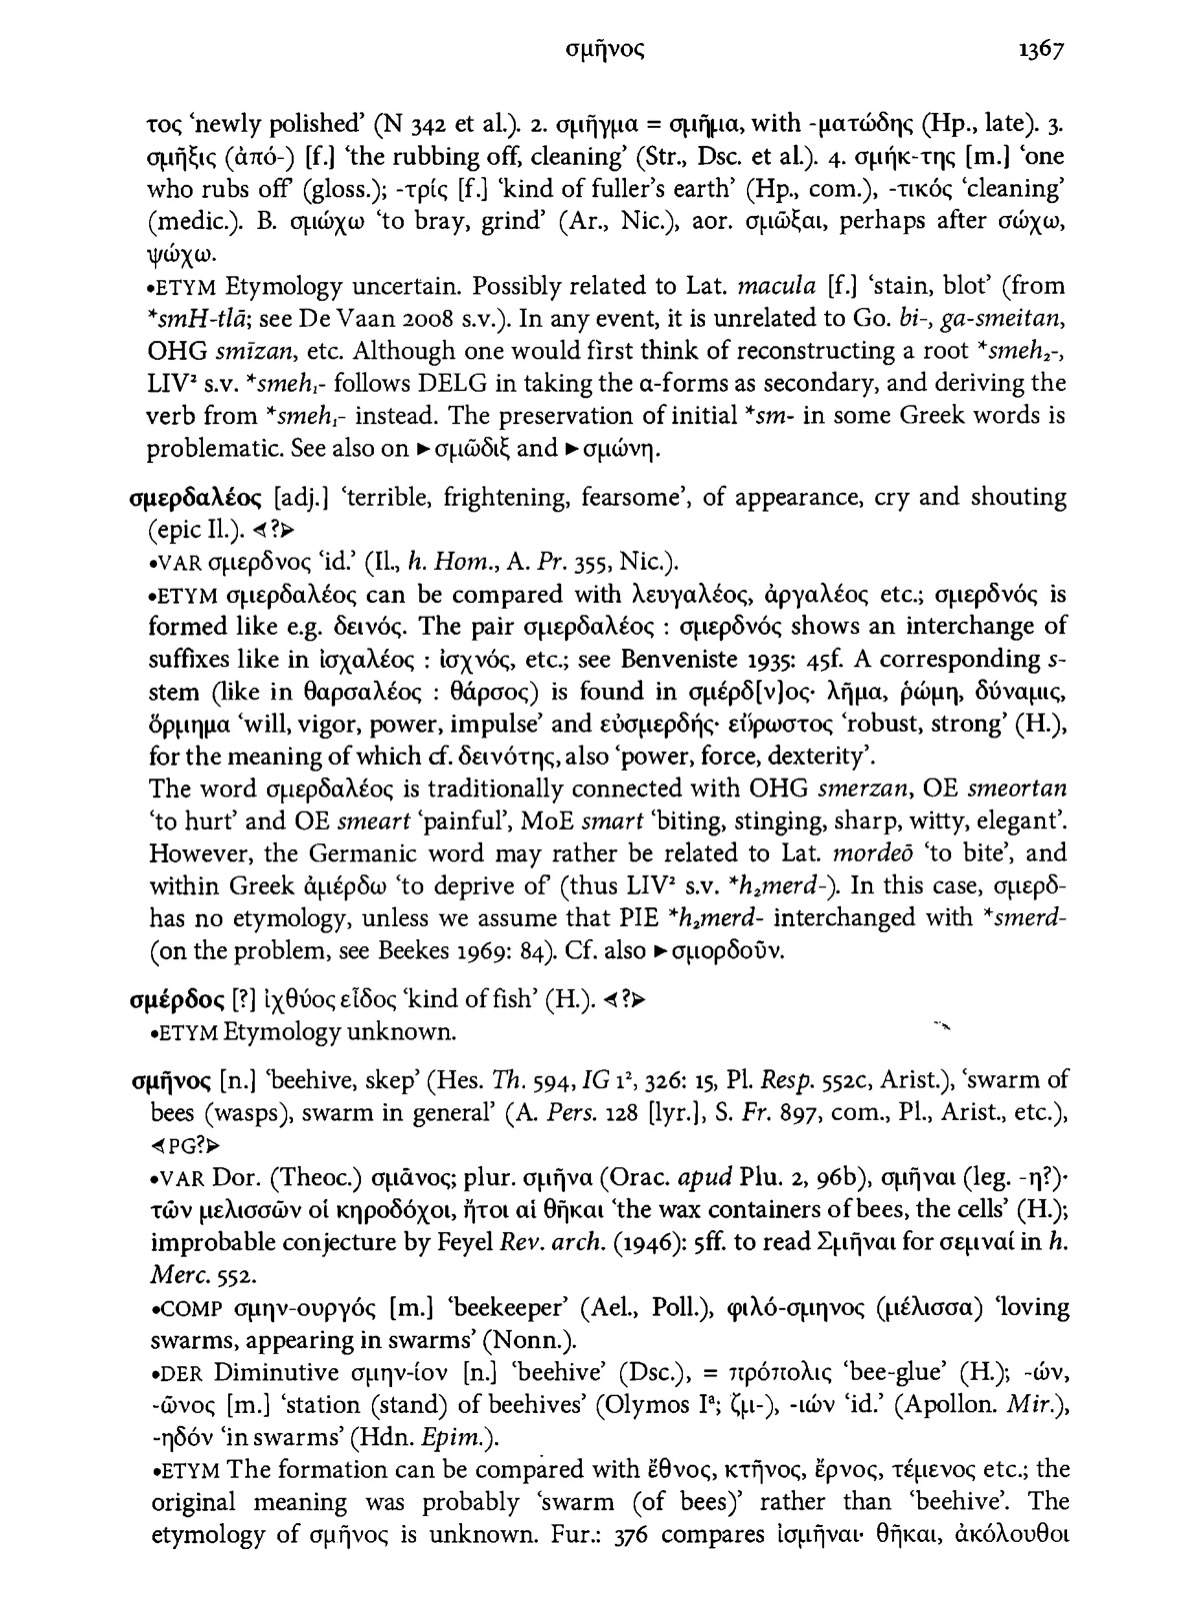 σμῆνος 1367
τος ‘newly polished’ (N 342 et al.). 2. σμῆγμα = σμῆμα, with -ματώδης (Hp., late). 3.
σμῆξις (ἀπό-) [f.] ‘the rubbing off, cleaning’ (Str., Dsc. et al.). 4. σμήκ-της [m.] ‘one
who rubs off’ (gloss.); -τρίς [f.] ‘kind of fuller’s earth’ (Hp., com.), -τικός ‘cleaning’
(medic.). B. σμώχω ‘to bray, grind’ (Ar., Nic.), aor. σμῶξαι, perhaps after σώχω,
ψώχω.
•ETYM Etymology uncertain. Possibly related to Lat. macula [f.] ‘stain, blot’ (from
*smH-tlā; see De Vaan 2008 s.v.). In any event, it is unrelated to Go. bi-, ga-smeitan,
OHG smīzan, etc. Although one would first think of reconstructing a root *smeh₂-,
LIV² s.v. *smeh₁- follows DELG in taking the α-forms as secondary, and deriving the
verb from *smeh₁- instead. The preservation of initial *sm- in some Greek words is
problematic. See also on ►σμῶδιξ and ►σμώνη.
σμερδαλέος [adj.] ‘terrible, frightening, fearsome’, of appearance, cry and shouting
(epic Il.). ⋖?⋗
•VAR σμερδνος ‘id.’ (Il., h. Hom., A. Pr. 355, Nic.).
•ETYM σμερδαλέος can be compared with λευγαλέος, ἀργαλέος etc.; σμερδνός is
formed like e.g. δεινός. The pair σμερδαλέος : σμερδνός shows an interchange of
suffixes like in ἰσχαλέος : ἰσχνός, etc.; see Benveniste 1935: 45f. A corresponding s-
stem (like in θαρσαλέος : θάρσος) is found in σμέρδ[ν]ος· λῆμα, ῥώμη, δύναμις,
ὅρμημα ‘will, vigor, power, impulse’ and εὐσμερδής· εὔρωστος ‘robust, strong’ (H.),
for the meaning of which cf. δεινότης, also ‘power, force, dexterity’.
The word σμερδαλέος is traditionally connected with OHG smerzan, OE smeortan
‘to hurt’ and OE smeart ‘painful’, MoE smart ‘biting, stinging, sharp, witty, elegant’.
However, the Germanic word may rather be related to Lat. mordeō ‘to bite’, and
within Greek ἀμέρδω ‘to deprive of’ (thus LIV² s.v. *h₂merd-). In this case, σμερδ-
has no etymology, unless we assume that PIE *h₂merd- interchanged with *smerd-
(on the problem, see Beekes 1969: 84). Cf. also ►σμορδοῦν.
σμέρδος [?] ἰχθύος εἶδος ‘kind of fish’ (H.). ⋖?⋗
•ETYM Etymology unknown.
σμῆνος [n.] ‘beehive, skep’ (Hes. Th. 594, IG 1², 326: 15, Pl. Resp. 552c, Arist.), ‘swarm of
bees (wasps), swarm in general’ (A. Pers. 128 [lyr.], S. Fr. 897, com., Pl., Arist., etc.),
⋖PG?⋗
•VAR Dor. (Theoc.) σμᾶνος; plur. σμῆνα (Orac. apud Plu. 2, 96b), σμῆναι (leg. -η?)·
τῶν μελισσῶν οἱ κηροδόχοι, ἤτοι αἱ θῆκαι ‘the wax containers of bees, the cells’ (H.);
improbable conjecture by Feyel Rev. arch. (1946): 5ff. to read Σμῆναι for σεμναί in h.
Merc. 552.
•COMP σμην-ουργός [m.] ‘beekeeper’ (Ael., Poll.), φιλό-σμηνος (μέλισσα) ‘loving
swarms, appearing in swarms’ (Nonn.).
•DER Diminutive σμην-ίον [n.] ‘beehive’ (Dsc.), = πρόπολις ‘bee-glue’ (H.); -ών,
-ῶνος [m.] ‘station (stand) of beehives’ (Olymos Iª; ζμι-), -ιών ‘id.’ (Apollon. Mir.),
-ηδόν ‘in swarms’ (Hdn. Epim.).
•ETYM The formation can be compared with ἔθνος, κτῆνος, ἔρνος, τέμενος etc.; the
original meaning was probably ‘swarm (of bees)’ rather than ‘beehive’. The
etymology of σμῆνος is unknown. Fur.: 376 compares ἰσμῆναι· θῆκαι, ἀκόλουθοι